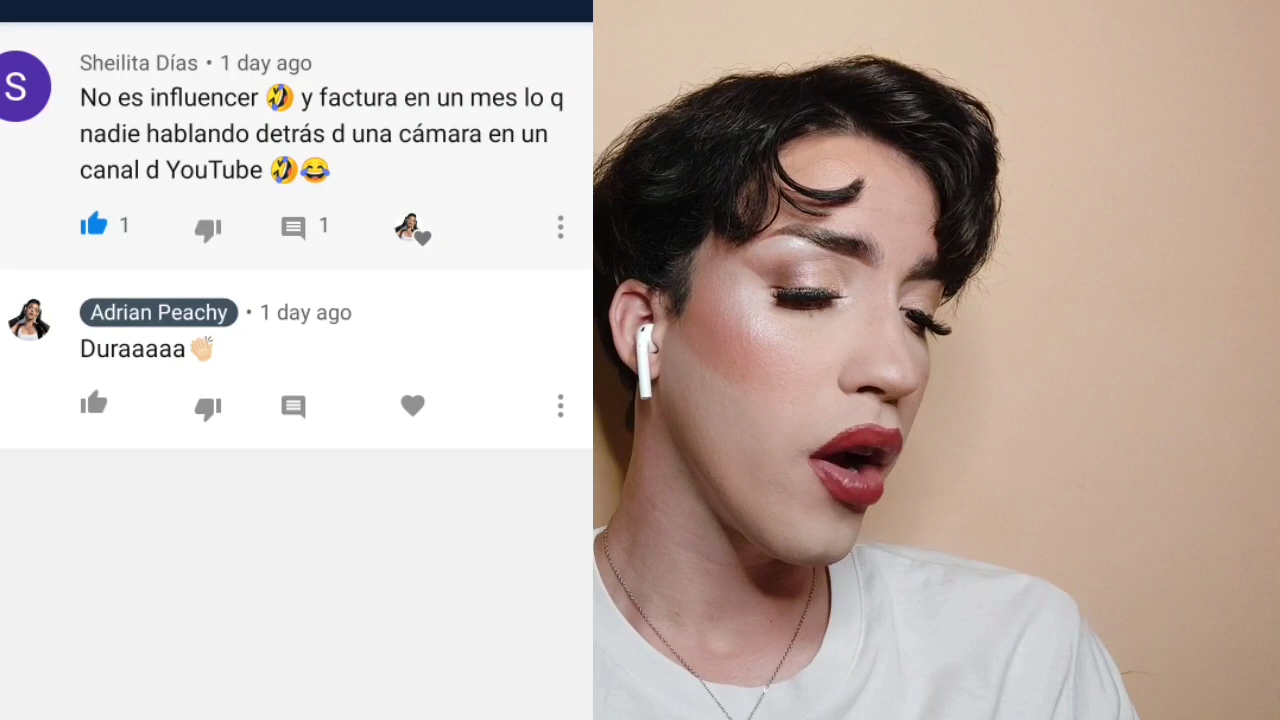 S
Sheilita Días • 1 day ago
No es influencer 🤣 y factura en un mes lo q
nadie hablando detrás d una cámara en un
canal d YouTube 🤣😂
1
1
Adrian Peachy • 1 day ago
Duraaaaa👏🏻